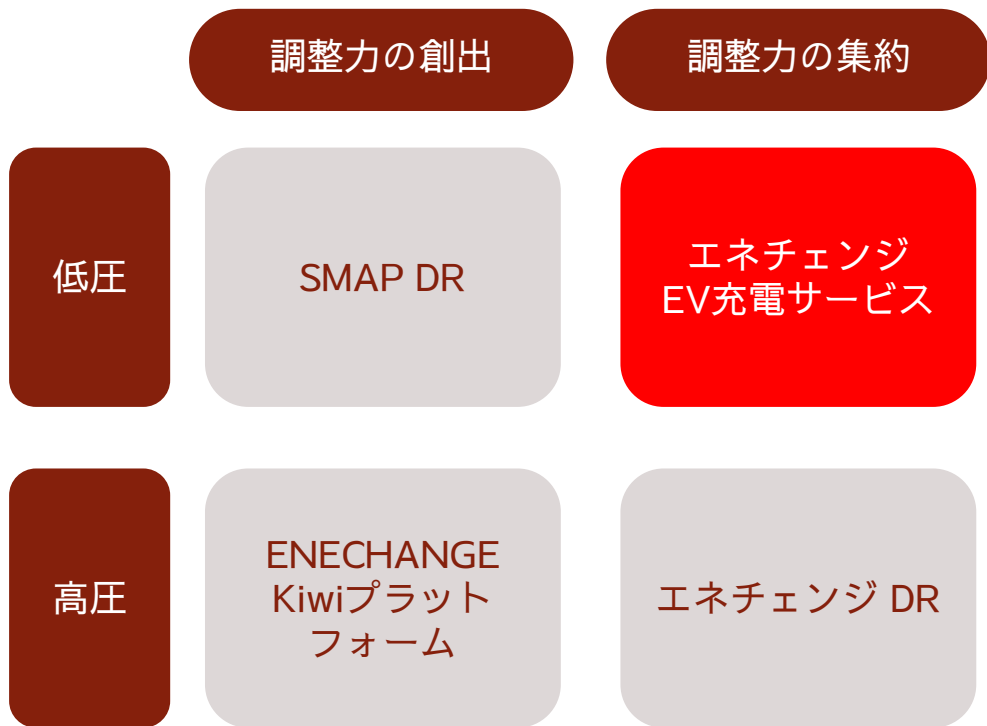 調整力の創出
調整力の集約
低圧
SMAP DR
エネチェンジ
EV充電サービス
高圧
ENECHANGE
Kiwiプラット
フォーム
エネチェンジ DR